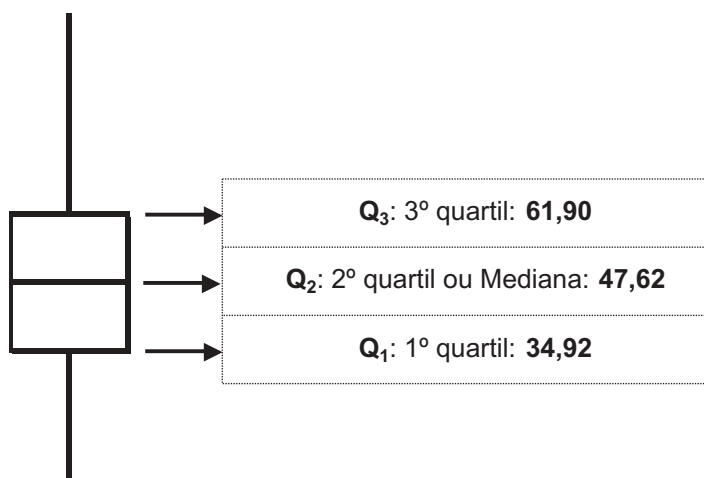 Q₃: 3º quartil: 61,90
Q₂: 2º quartil ou Mediana: 47,62
Q₁: 1º quartil: 34,92